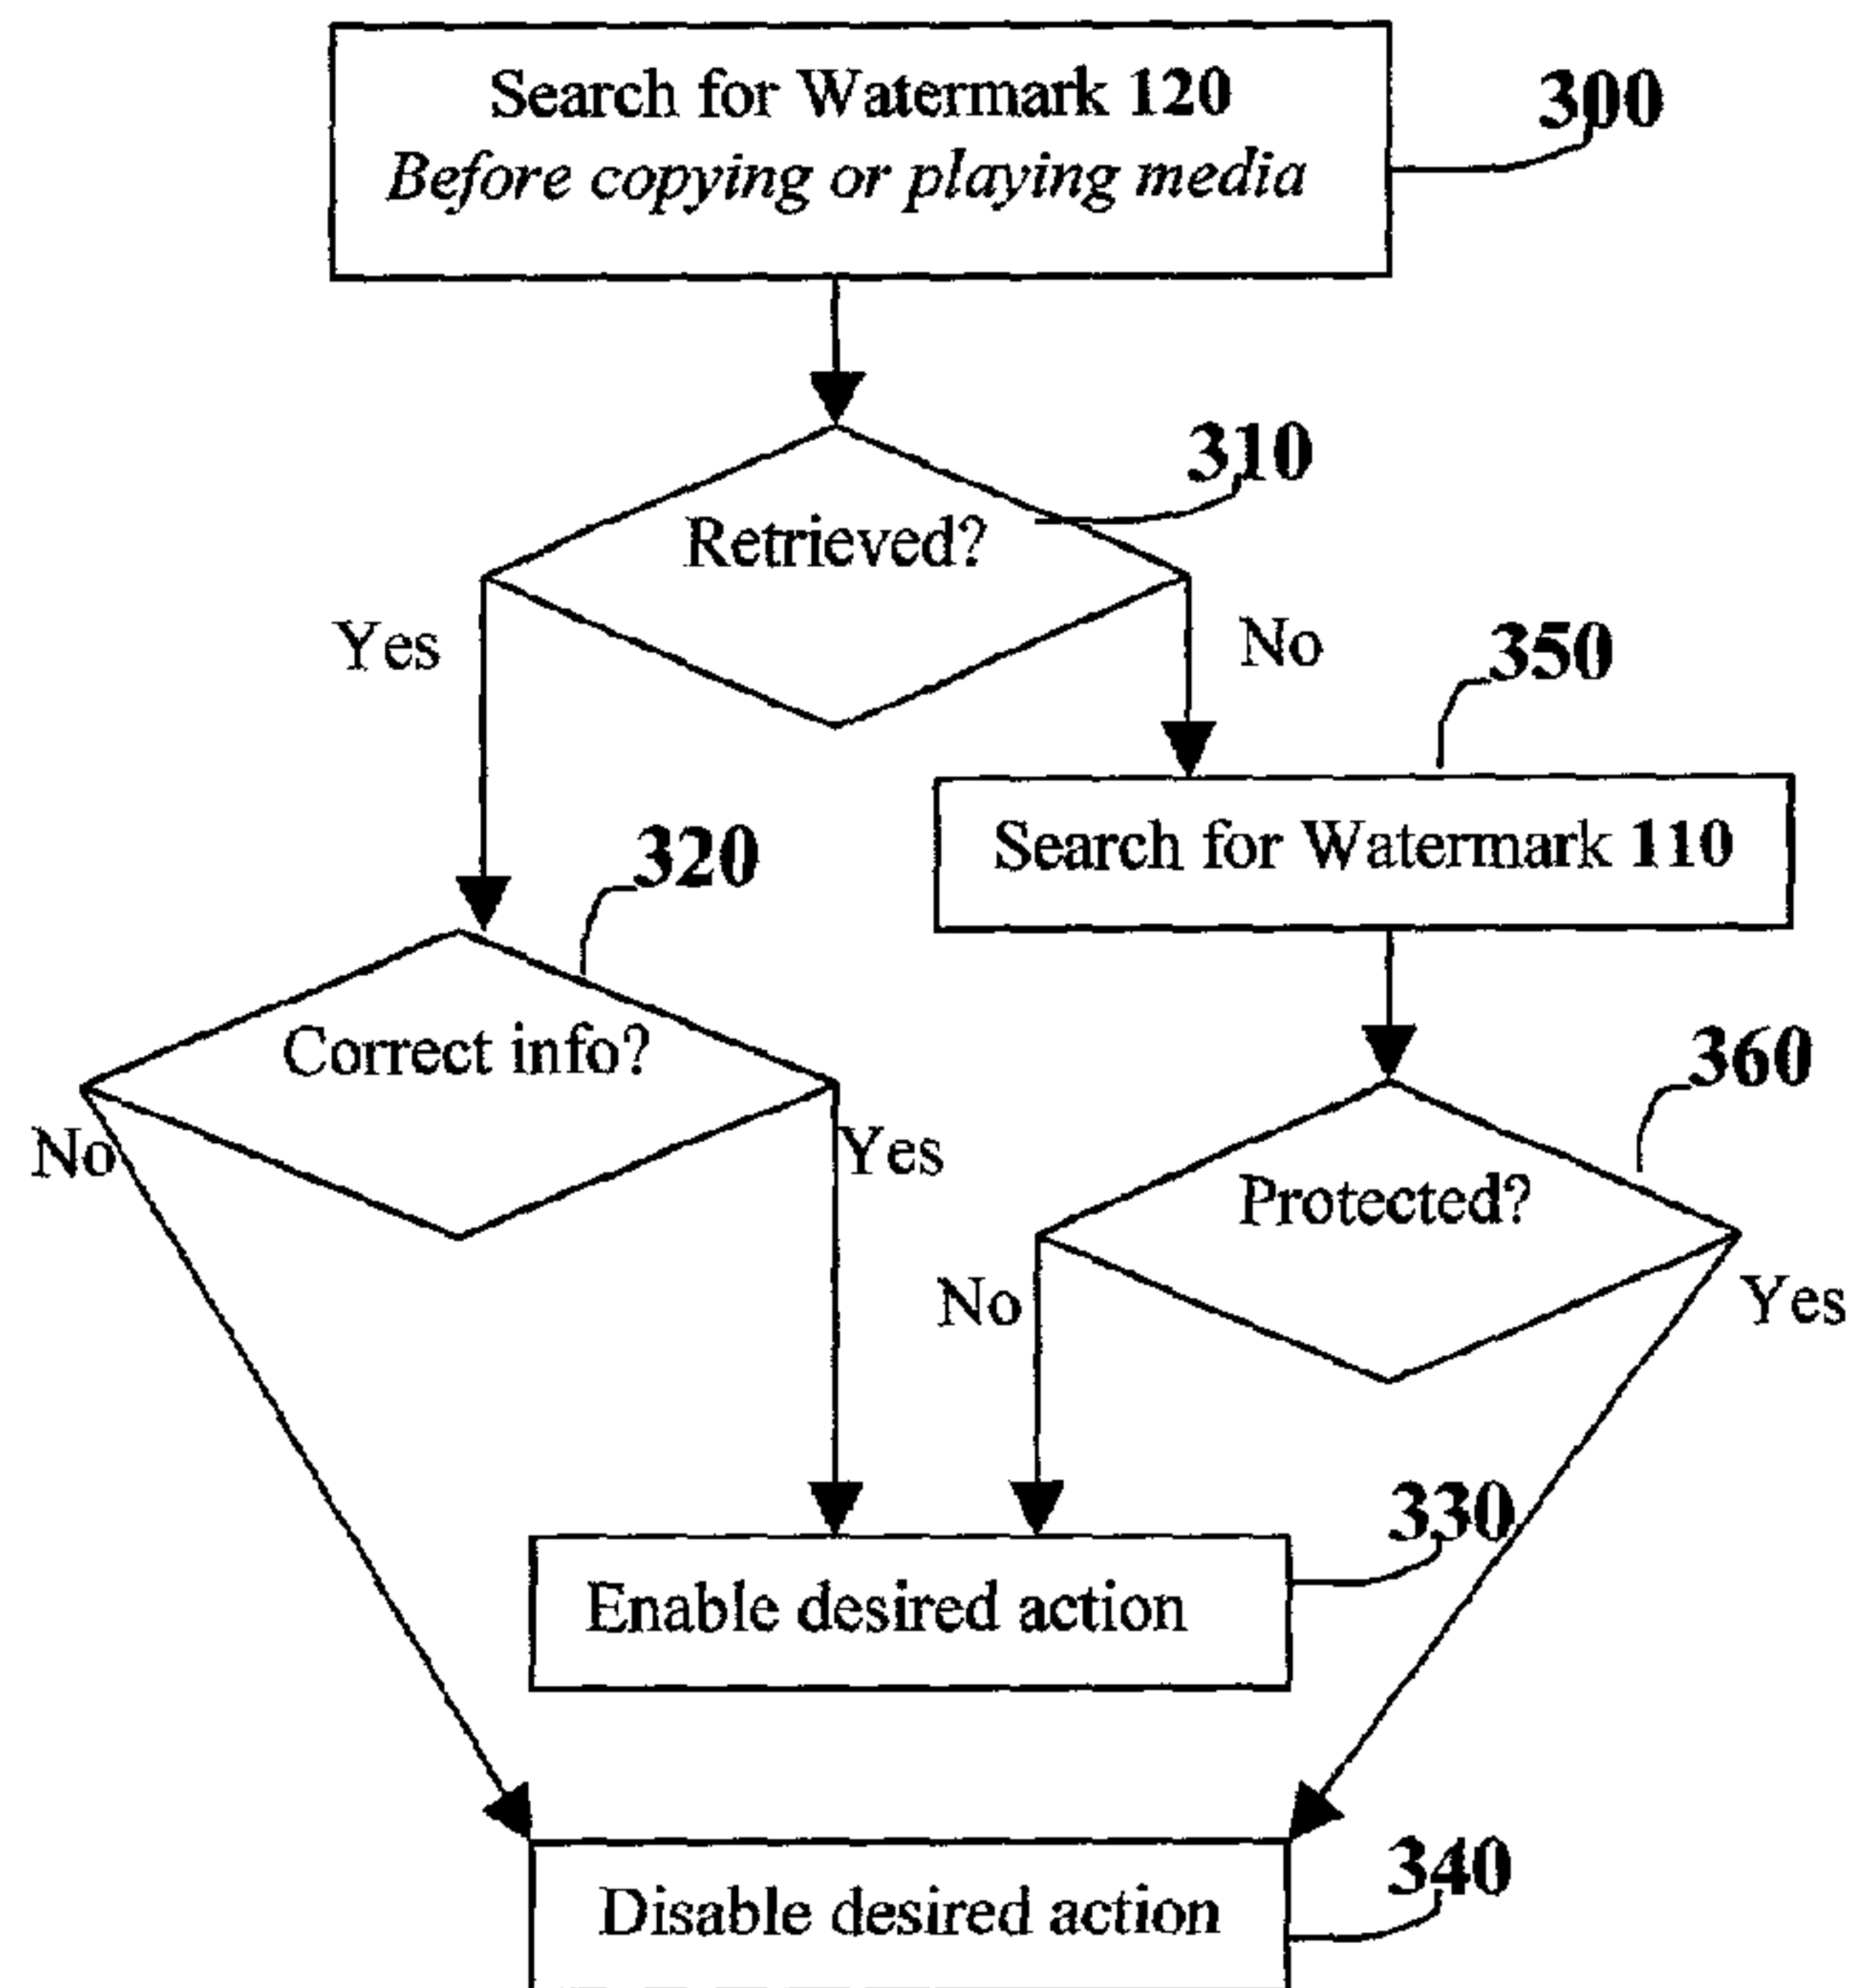 Search for Watermark 120
Before copying or playing media
300
310
Retrieved?
Yes
No
350
Search for Watermark 110
320
Correct info?
360
No
Yes
Protected?
No
Yes
330
Enable desired action
340
Disable desired action